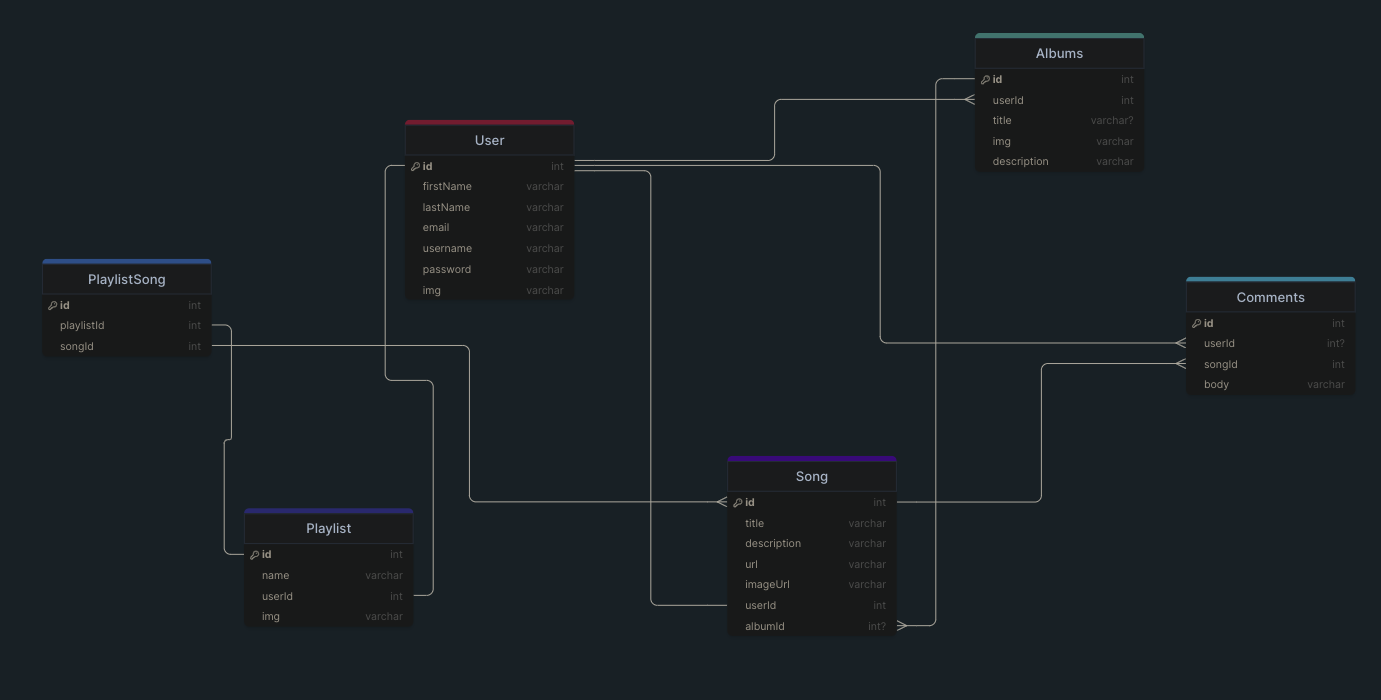 Albums
id int
userId int
title varchar?
img varchar
description varchar
User
id int
firstName varchar
lastName varchar
email varchar
username varchar
password varchar
img varchar
PlaylistSong
id int
playlistId int
songId int
Comments
id int
userId int?
songId int
body varchar
Song
id int
title varchar
description varchar
url varchar
imageUrl varchar
userId int
albumId int?
Playlist
id int
name varchar
userId int
img varchar